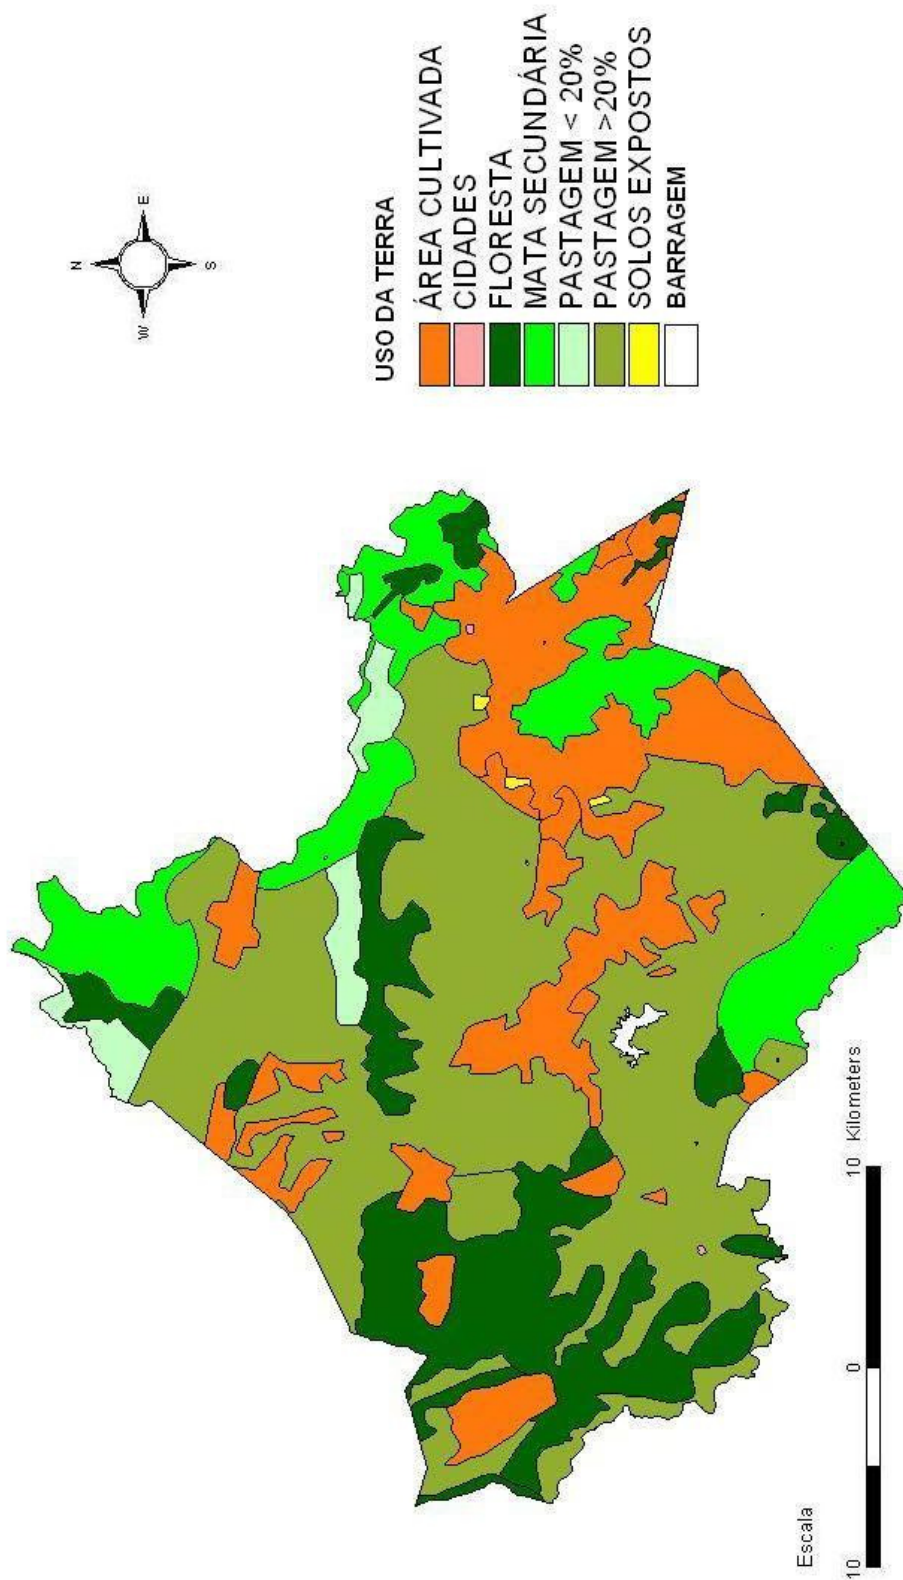 N
W
E
S
USO DA TERRA
ÁREA CULTIVADA
CIDADES
FLORESTA
MATA SECUNDÁRIA
PASTAGEM < 20%
PASTAGEM >20%
SOLOS EXPOSTOS
BARRAGEM
Escala
10 0 10 Kilometers